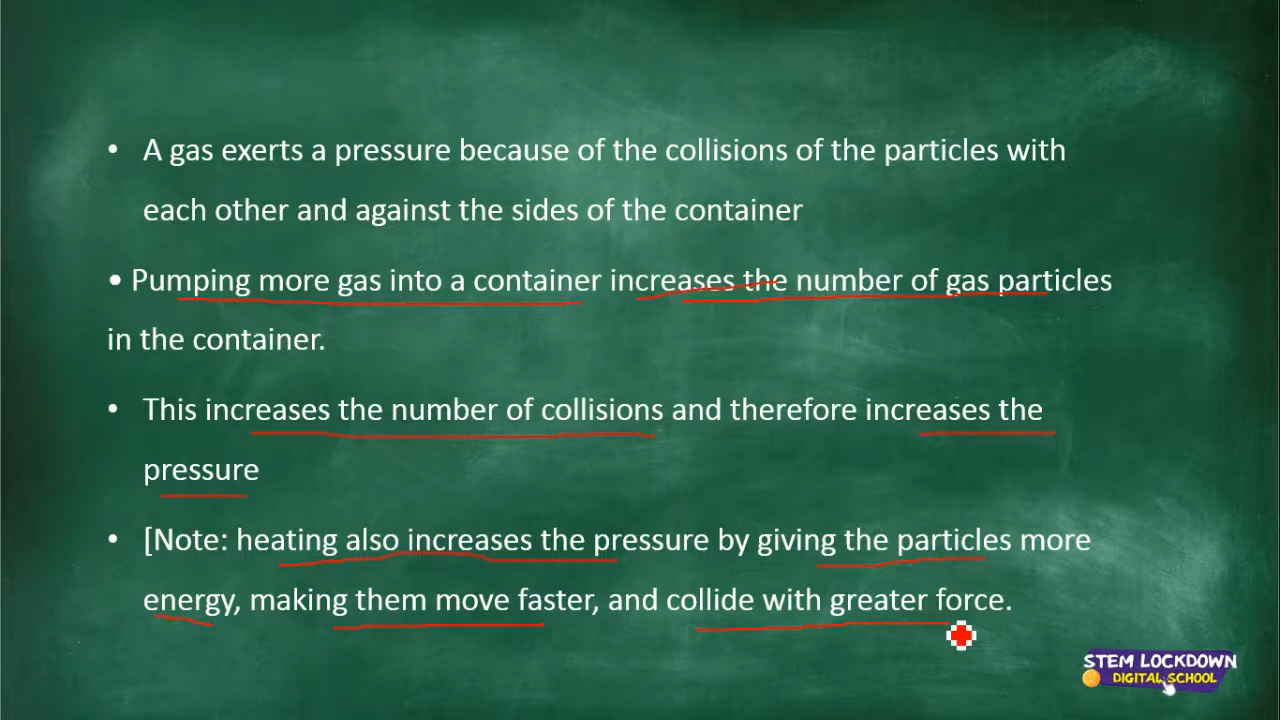 • A gas exerts a pressure because of the collisions of the particles with
each other and against the sides of the container
• Pumping more gas into a container increases the number of gas particles
in the container.
• This increases the number of collisions and therefore increases the
pressure
• [Note: heating also increases the pressure by giving the particles more
energy, making them move faster, and collide with greater force.
STEM LOCKDOWN
DIGITAL SCHOOL